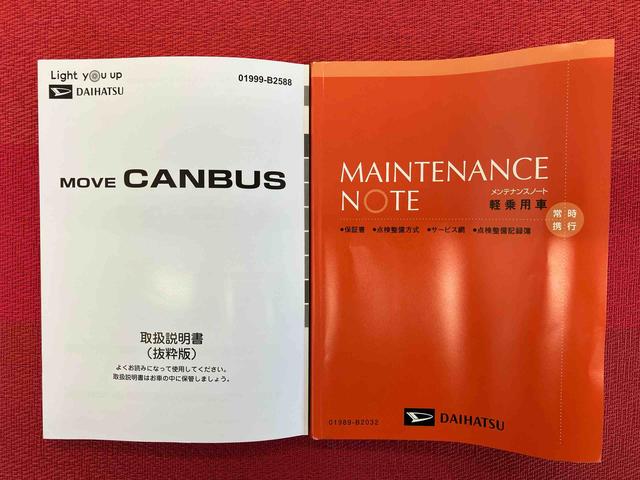 Light you up
DAIHATSU
01999-B2588
MOVE CANBUS
取扱説明書
(抜粋版)
よくお読みになって使用してください。
取扱説明書はお車の中に保管しましょう。
MAINTENANCE
NOTE
メンテナンスノート
軽乗用車
常時
携行
•保証書 •点検整備方式 •サービス網 •点検整備記録簿
01989-B2032
DAIHATSU